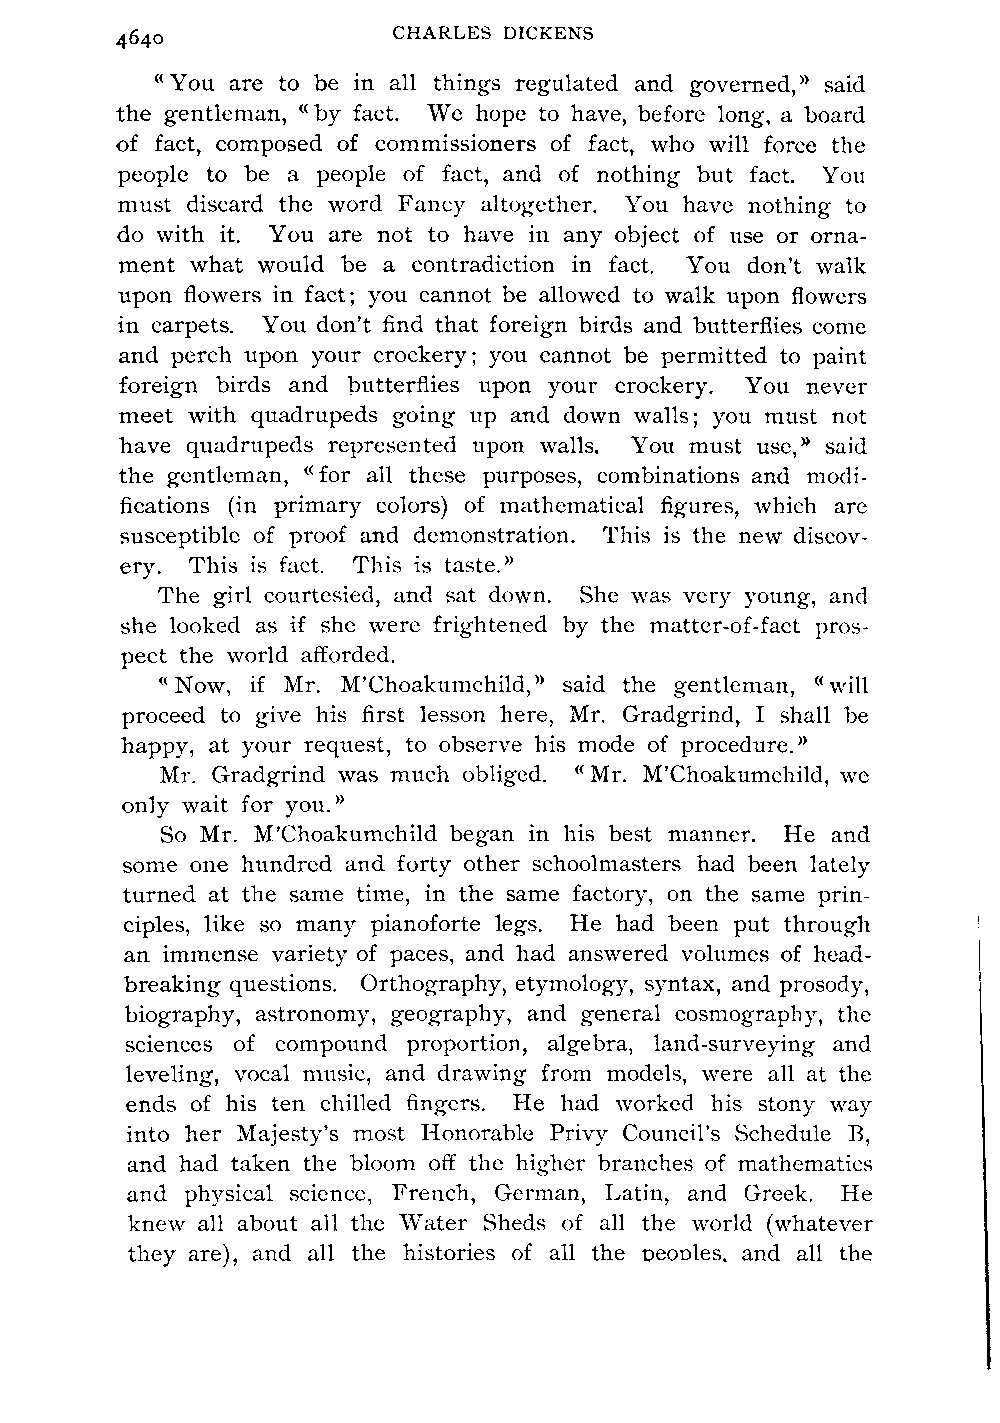 4640
CHARLES DICKENS
"You are to be in all things regulated and governed," said
the gentleman, "by fact. We hope to have, before long, a board
of fact, composed of commissioners of fact, who will force the
people to be a people of fact, and of nothing but fact. You
must discard the word Fancy altogether. You have nothing to
do with it. You are not to have in any object of use or orna-
ment what would be a contradiction in fact. You don't walk
upon flowers in fact; you cannot be allowed to walk upon flowers
in carpets. You don't find that foreign birds and butterflies come
and perch upon your crockery; you cannot be permitted to paint
foreign birds and butterflies upon your crockery. You never
meet with quadrupeds going up and down walls; you must not
have quadrupeds represented upon walls. You must use," said
the gentleman, "for all these purposes, combinations and modi-
fications (in primary colors) of mathematical figures, which are
susceptible of proof and demonstration. This is the new discov-
ery. This is fact. This is taste."
The girl courtesied, and sat down. She was very young, and
she looked as if she were frightened by the matter-of-fact pros-
pect the world afforded.
"Now, if Mr. M'Choakumchild," said the gentleman, "will
proceed to give his first lesson here, Mr. Gradgrind, I shall be
happy, at your request, to observe his mode of procedure."
Mr. Gradgrind was much obliged. "Mr. M'Choakumchild, we
only wait for you."
So Mr. M'Choakumchild began in his best manner. He and
some one hundred and forty other schoolmasters had been lately
turned at the same time, in the same factory, on the same prin-
ciples, like so many pianoforte legs. He had been put through
an immense variety of paces, and had answered volumes of head-
breaking questions. Orthography, etymology, syntax, and prosody,
biography, astronomy, geography, and general cosmography, the
sciences of compound proportion, algebra, land-surveying and
leveling, vocal music, and drawing from models, were all at the
ends of his ten chilled fingers. He had worked his stony way
into her Majesty's most Honorable Privy Council's Schedule B,
and had taken the bloom off the higher branches of mathematics
and physical science, French, German, Latin, and Greek. He
knew all about all the Water Sheds of all the world (whatever
they are), and all the histories of all the peoples, and all the